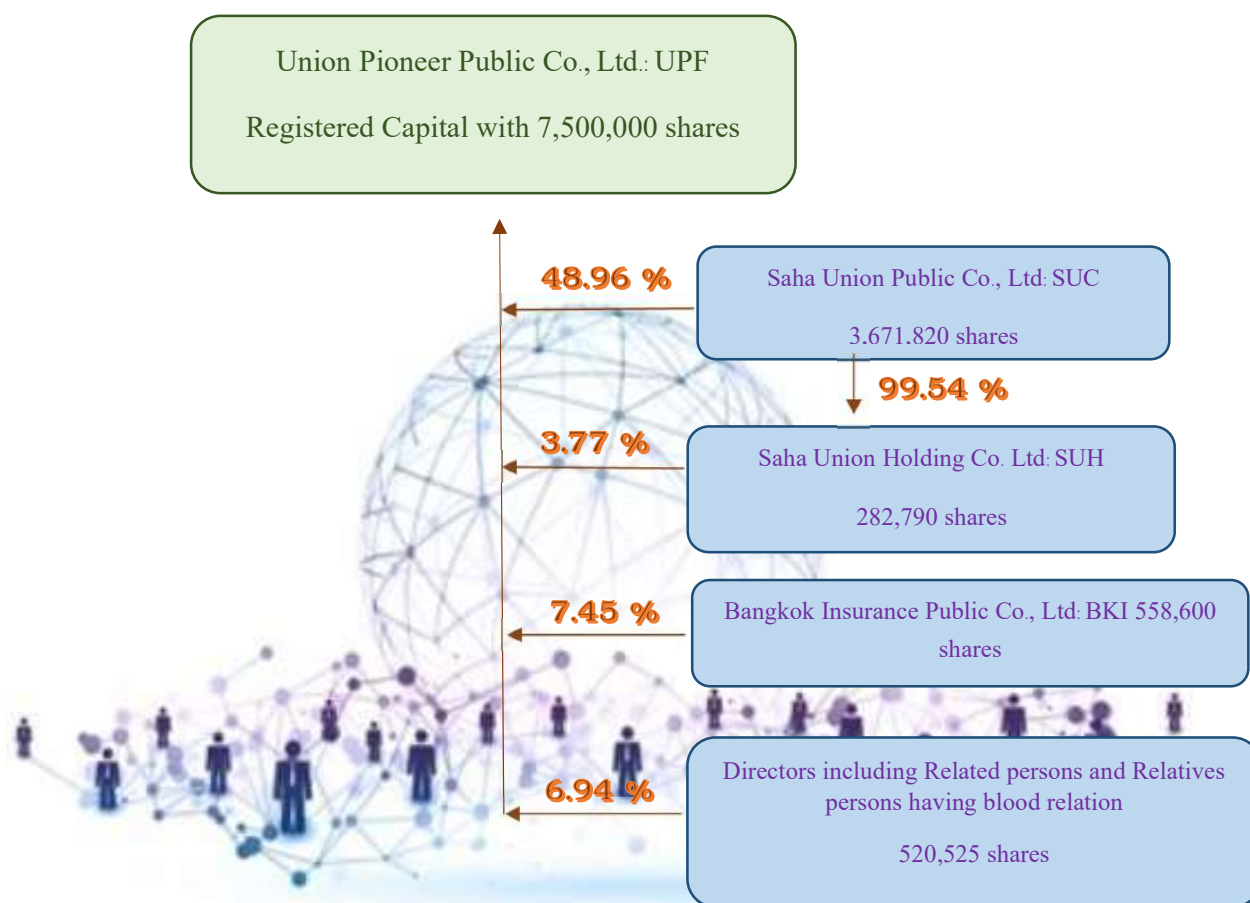 Union Pioneer Public Co., Ltd.: UPF
Registered Capital with 7,500,000 shares
48.96 %
Saha Union Public Co., Ltd: SUC
3.671.820 shares
99.54 %
3.77 %
Saha Union Holding Co. Ltd: SUH
282,790 shares
7.45 %
Bangkok Insurance Public Co., Ltd: BKI 558,600
shares
6.94 %
Directors including Related persons and Relatives
persons having blood relation
520,525 shares